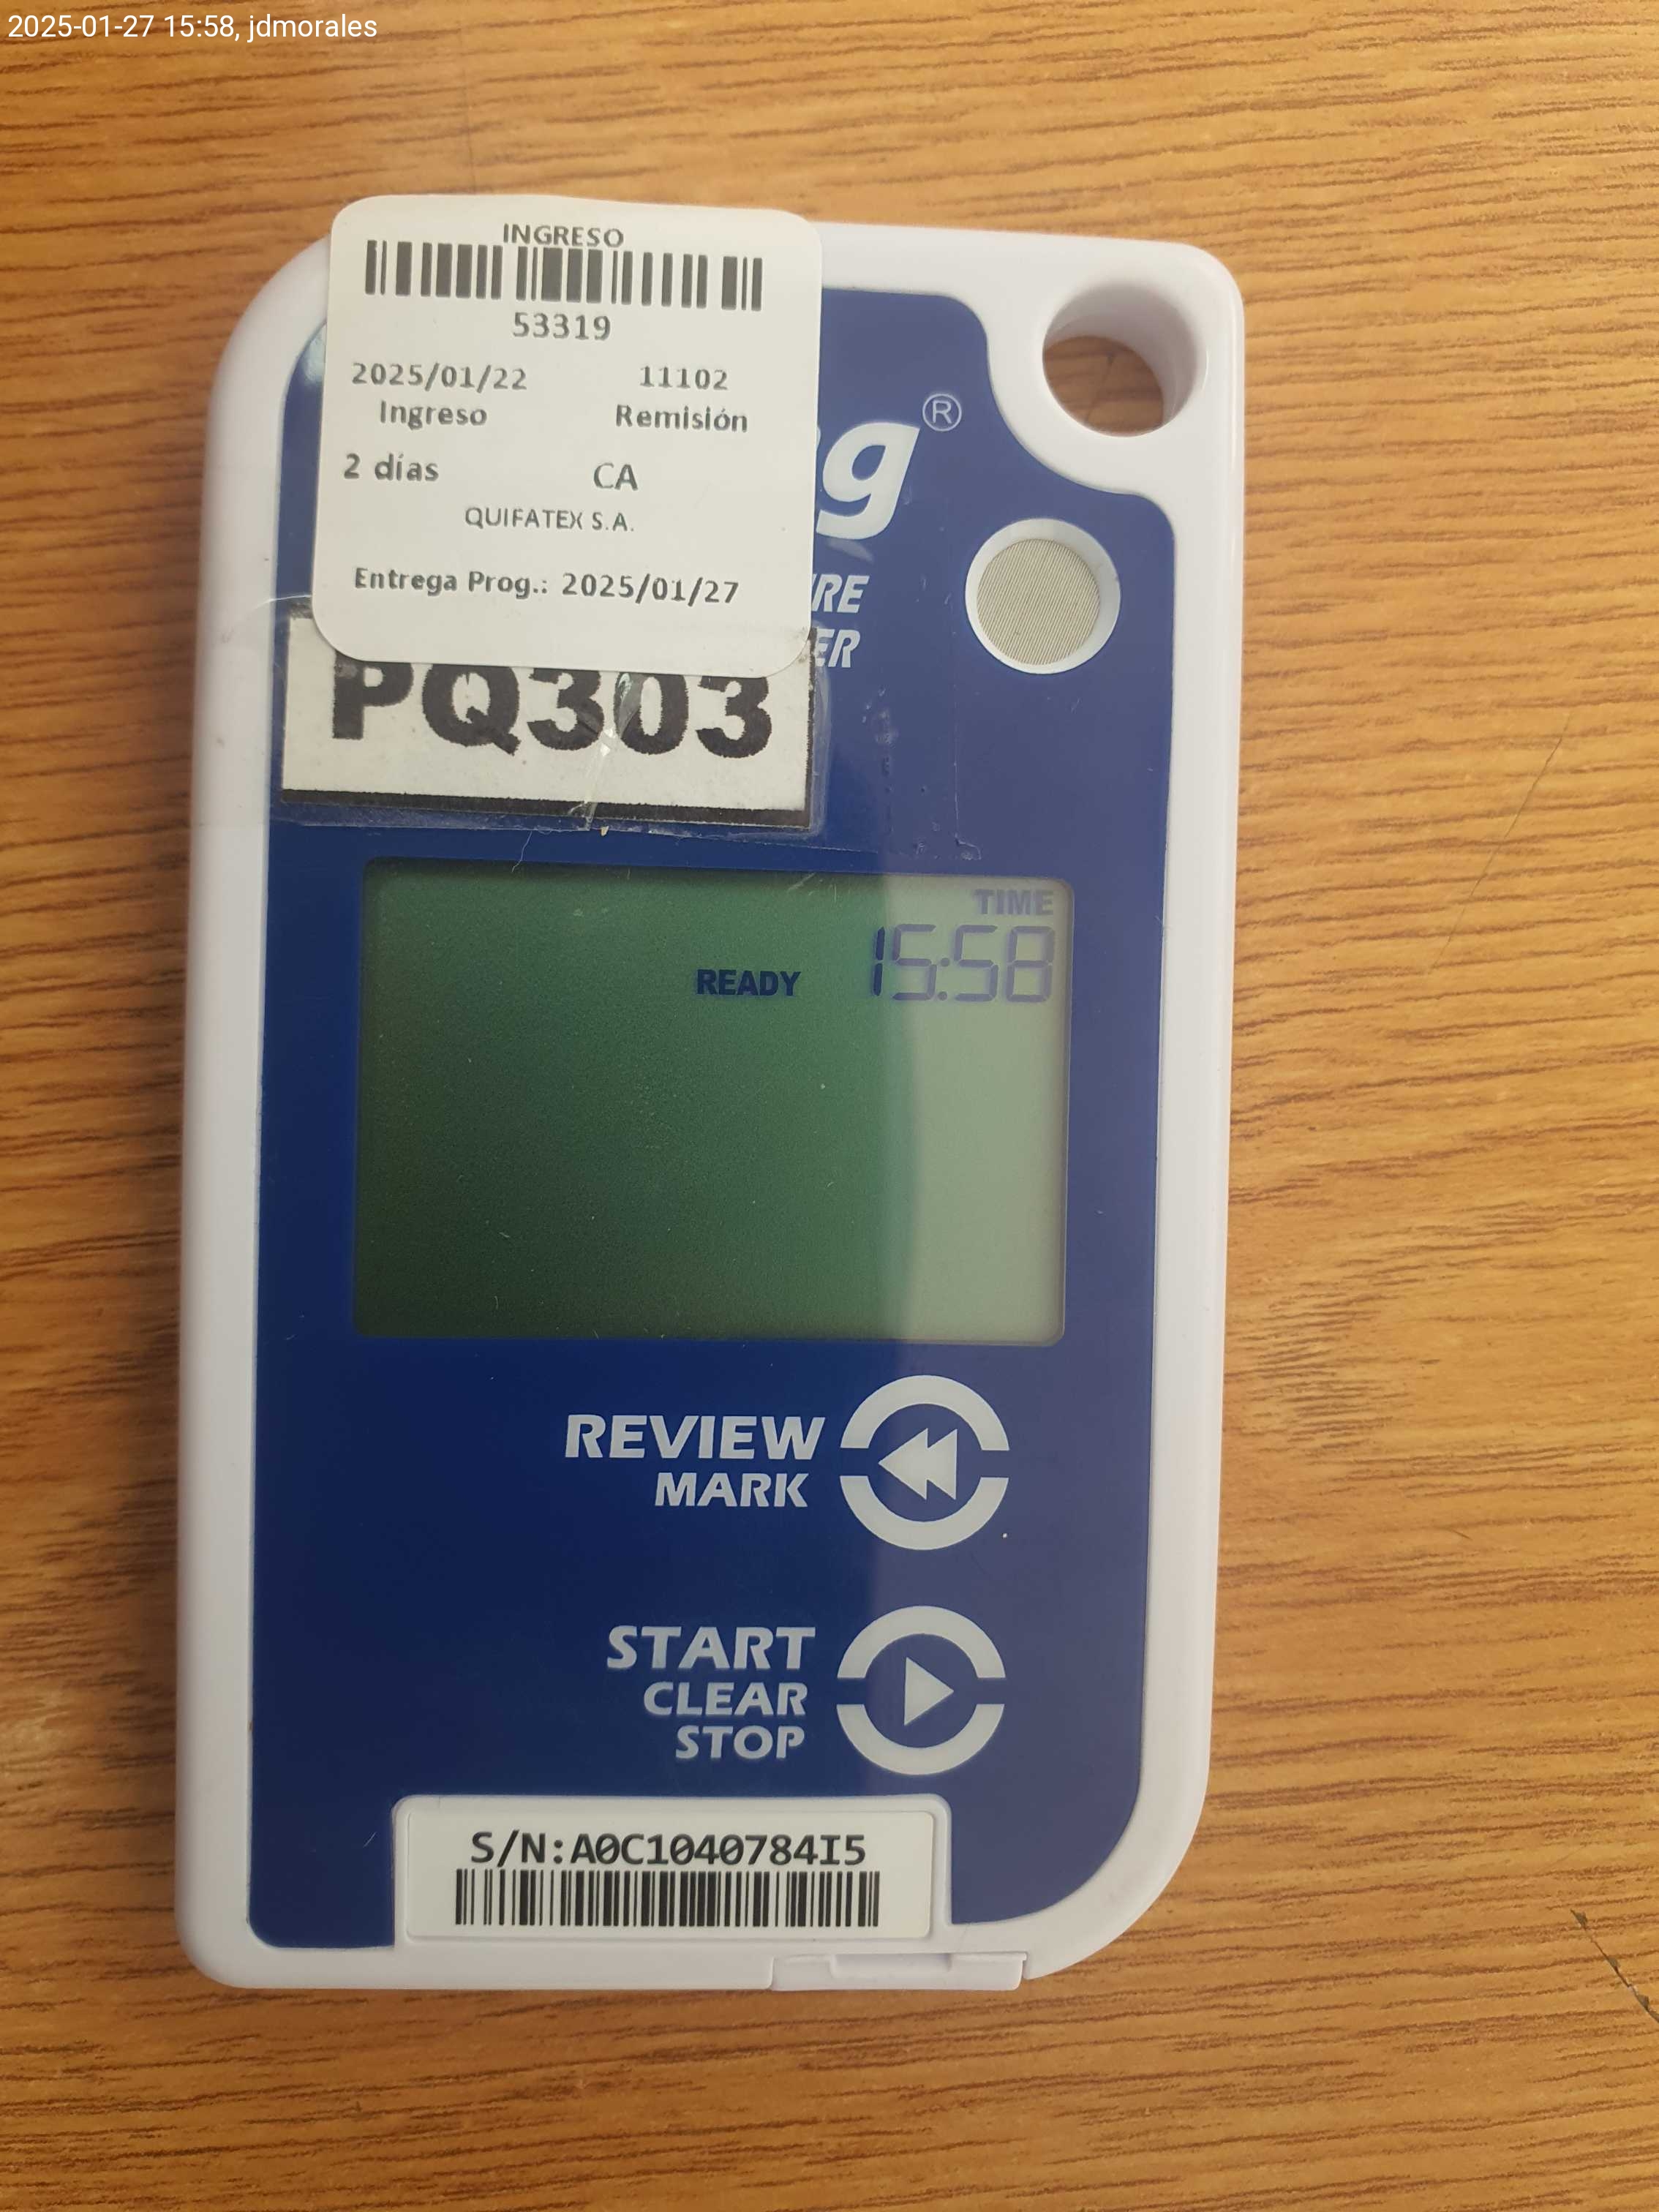 2025-01-27 15:58, jdmorales
INGRESO
53319
2025/01/22 11102
Ingreso Remisión
2 días CA
QUIFATEX S.A.
Entrega Prog.: 2025/01/27
®
PQ303
TIME
15:58
READY
REVIEW
MARK
START
CLEAR
STOP
S/N:A0C1040784I5